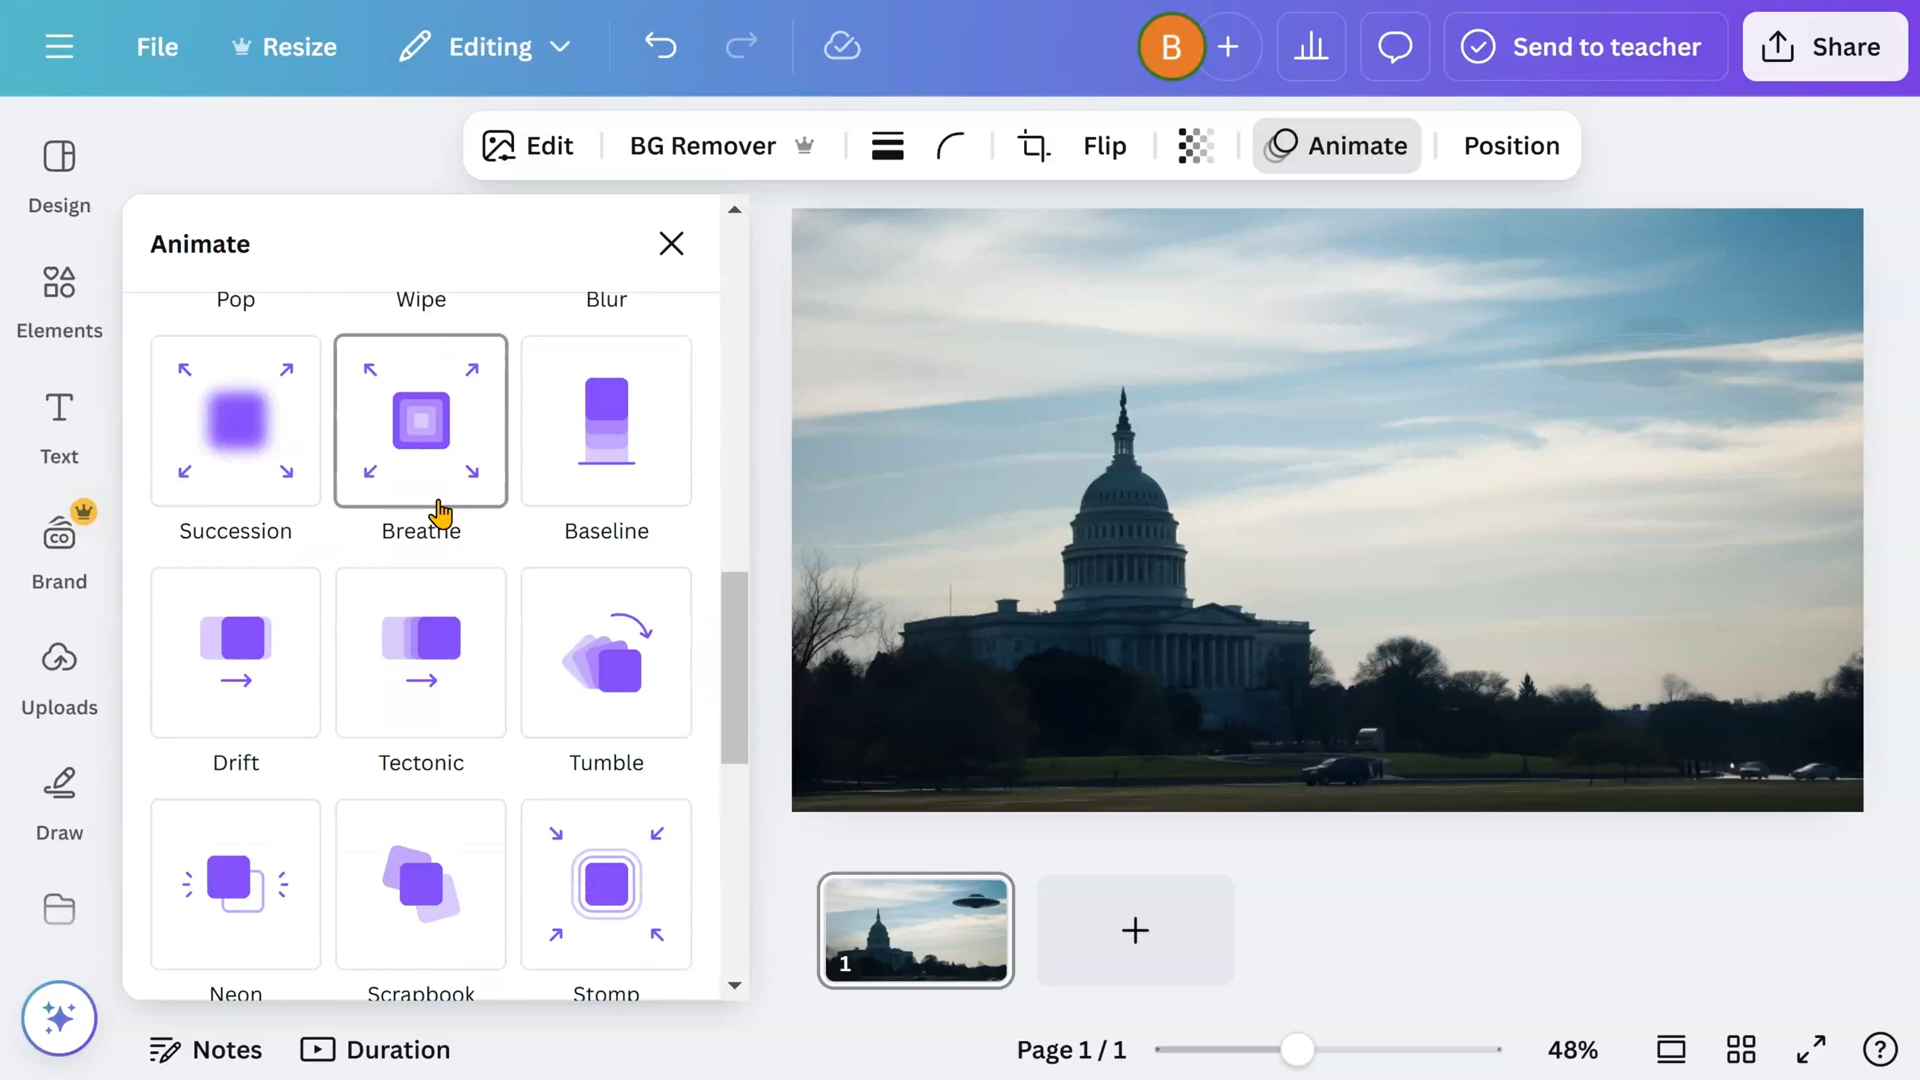 File
Resize
Editing
B
Send to teacher
Share
Edit
BG Remover
Flip
Animate
Position
Design
Elements
Text
Brand
Uploads
Draw
Animate
Pop
Wipe
Blur
Succession
Breathe
Baseline
Drift
Tectonic
Tumble
Neon
Scrapbook
Stomp
CO
1
Notes
Duration
Page 1 / 1
48%